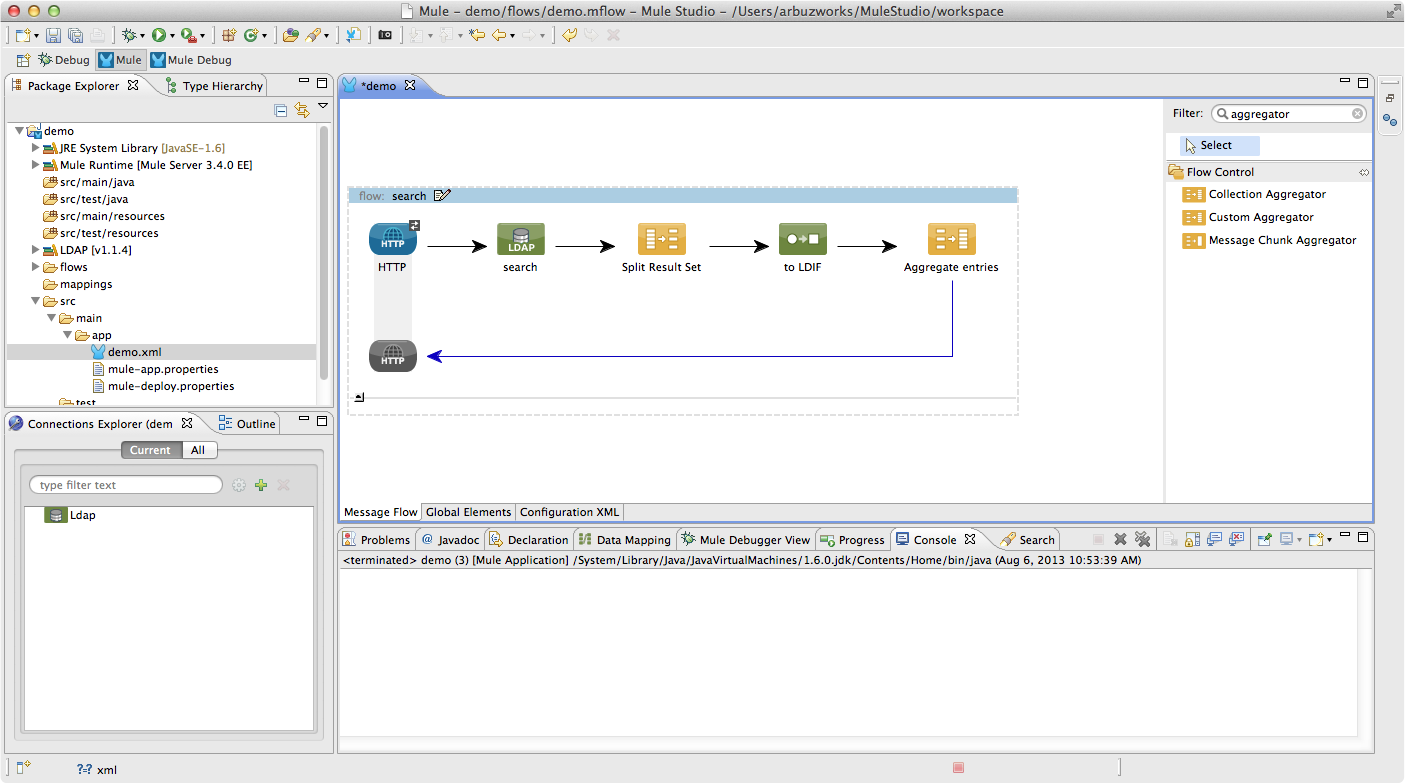 Mule – demo/flows/demo.mflow – Mule Studio – /Users/arbuzworks/MuleStudio/workspace
Debug Mule Mule Debug
Package Explorer Type Hierarchy
demo
JRE System Library [JavaSE-1.6]
Mule Runtime [Mule Server 3.4.0 EE]
src/main/java
src/test/java
src/main/resources
src/test/resources
LDAP [v1.1.4]
flows
mappings
src
main
app
demo.xml
mule-app.properties
mule-deploy.properties
test
Connections Explorer (dem Outline
Current All
type filter text
Ldap
*demo
flow: search
HTTP LDAP
HTTP search Split Result Set to LDIF Aggregate entries
HTTP
Message Flow Global Elements Configuration XML
Filter: aggregator
Select
Flow Control
Collection Aggregator
Custom Aggregator
Message Chunk Aggregator
Problems @ Javadoc Declaration Data Mapping Mule Debugger View Progress Console Search
<terminated> demo (3) [Mule Application] /System/Library/Java/JavaVirtualMachines/1.6.0.jdk/Contents/Home/bin/java (Aug 6, 2013 10:53:39 AM)
?-? xml